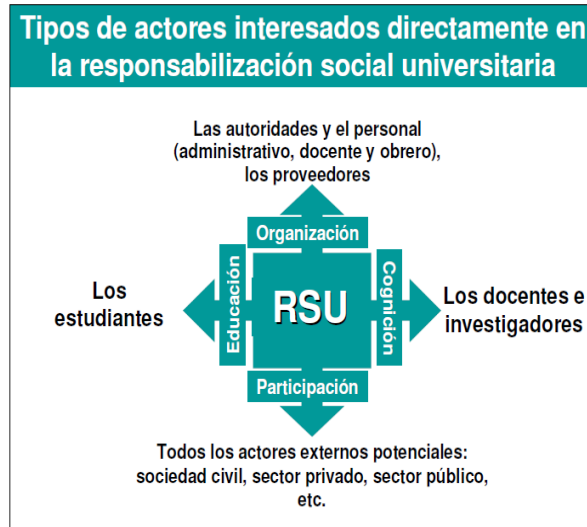 Tipos de actores interesados directamente en
la responsabilización social universitaria
Las autoridades y el personal
(administrativo, docente y obrero),
los proveedores
Organización
Los
estudiantes
Educación
RSU
Cognición
Los docentes e
investigadores
Participación
Todos los actores externos potenciales:
sociedad civil, sector privado, sector público,
etc.